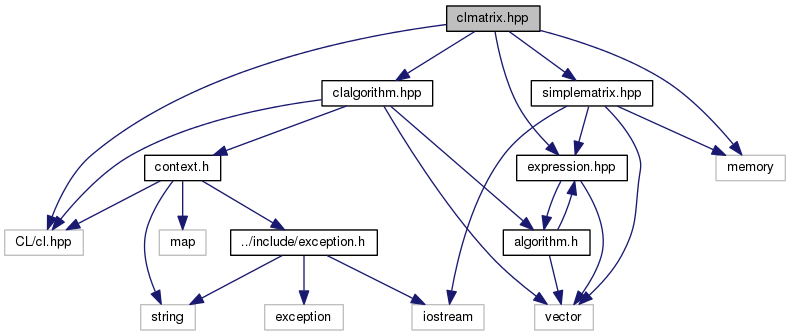 clmatrix.hpp
clalgorithm.hpp
simplematrix.hpp
context.h
expression.hpp
memory
CL/cl.hpp
map
../include/exception.h
algorithm.h
string
exception
iostream
vector